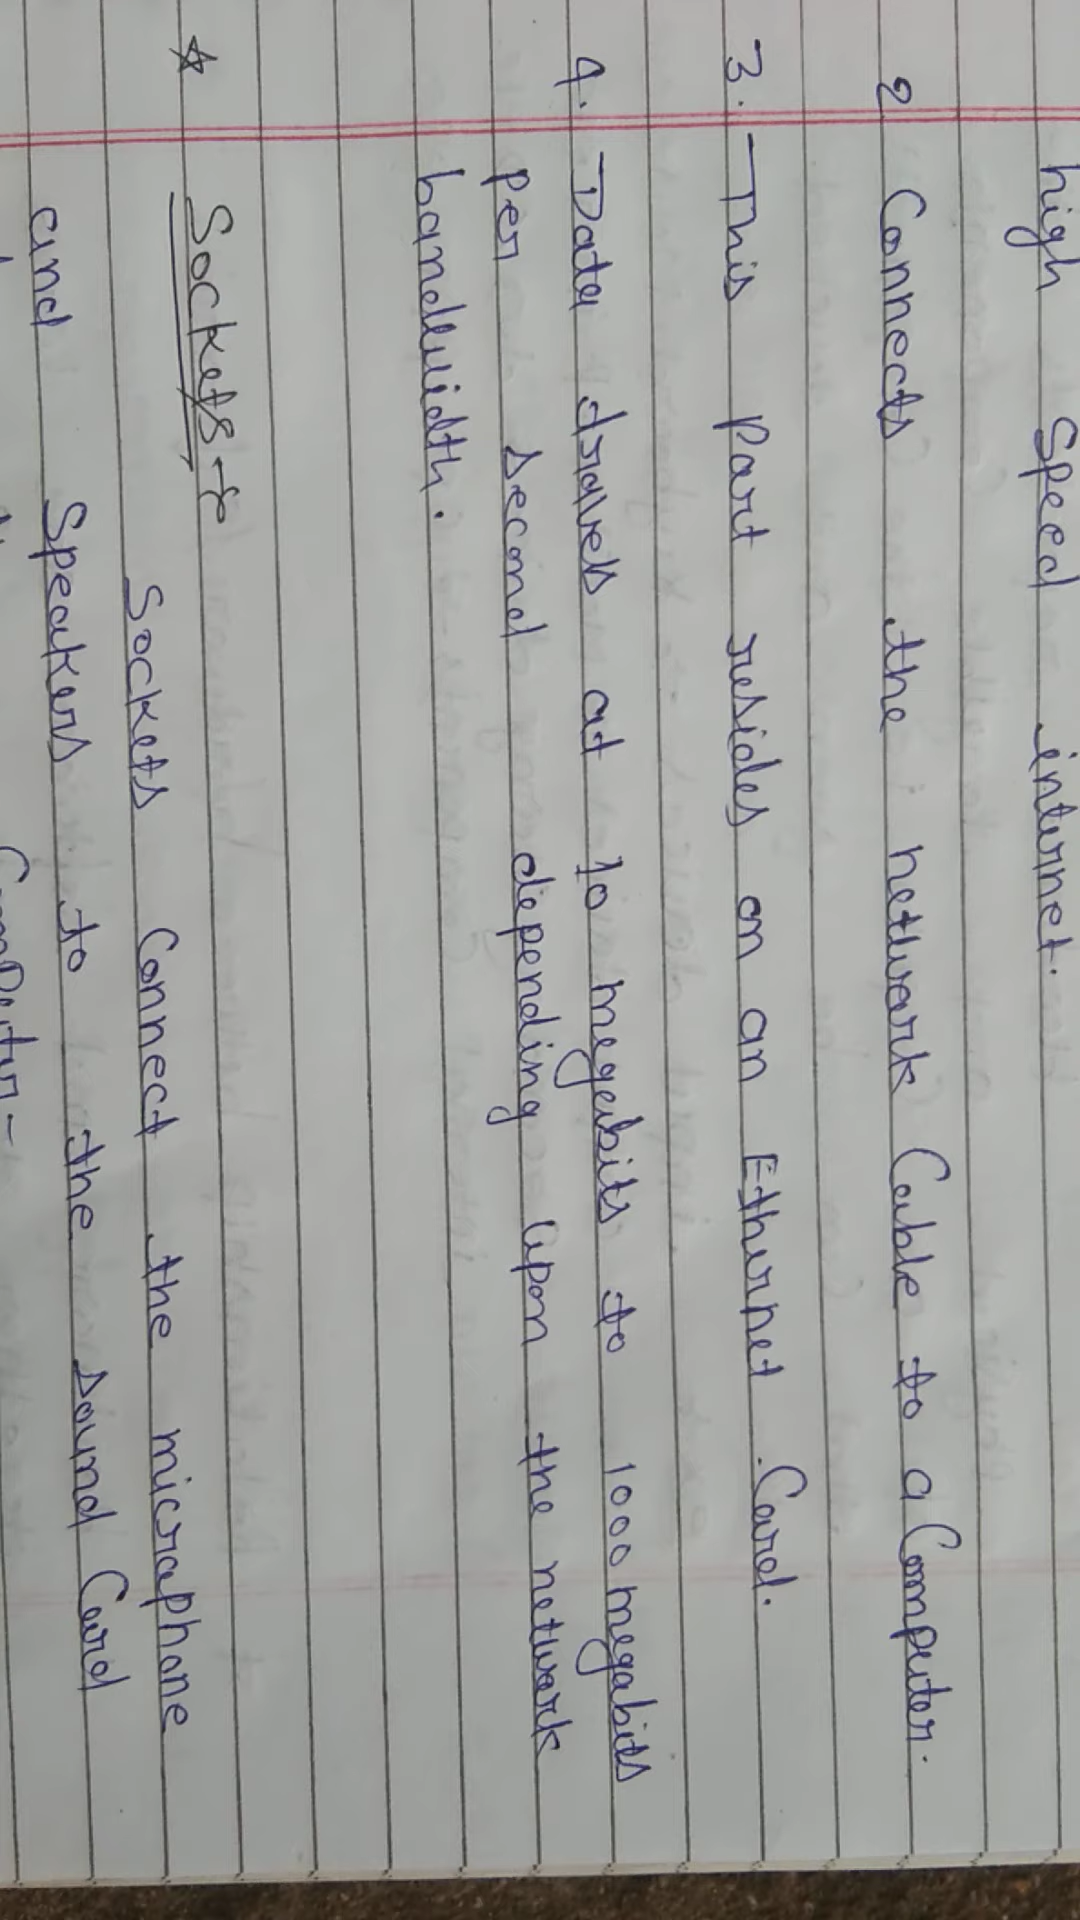 high Speed internet.
2 Connects the network Cable to a Computer.
3. This part resides on an Ethernet Card.
4. Data dravels at 10 megabits to 1000 megabits
per second depending upon the network
bandwidth.
☆ Sockets :-
Sockets Connect the microphone
and Speakers to the sound Card
Computer